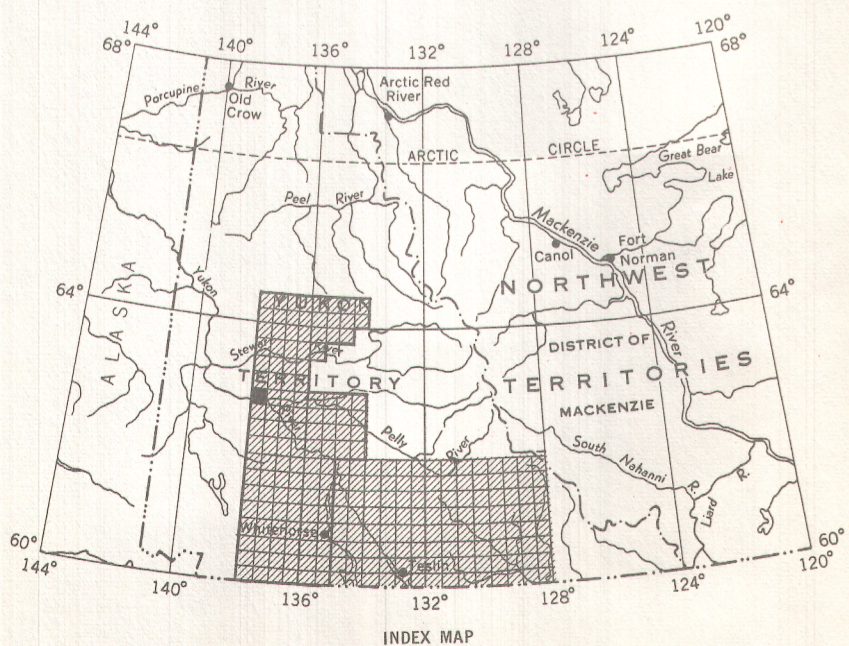 144°
68°
140°
136°
132°
128°
124°
120°
68°
Porcupine River
Old
Crow
Arctic Red
River
ARCTIC CIRCLE
Great Bear
Lake
Peel River
Mackenzie
Canol
Fort
Norman
NORTHWEST
64°
ALASKA
Yukon
YUKON
64°
Stewart River
DISTRICT OF
River
TERRITORY
TERRITORIES
MACKENZIE
Pelly
River
South Nahanni
R.
Liard R.
Whitehorse
Teslin
60°
144°
140°
136°
132°
128°
124°
60°
120°
INDEX MAP